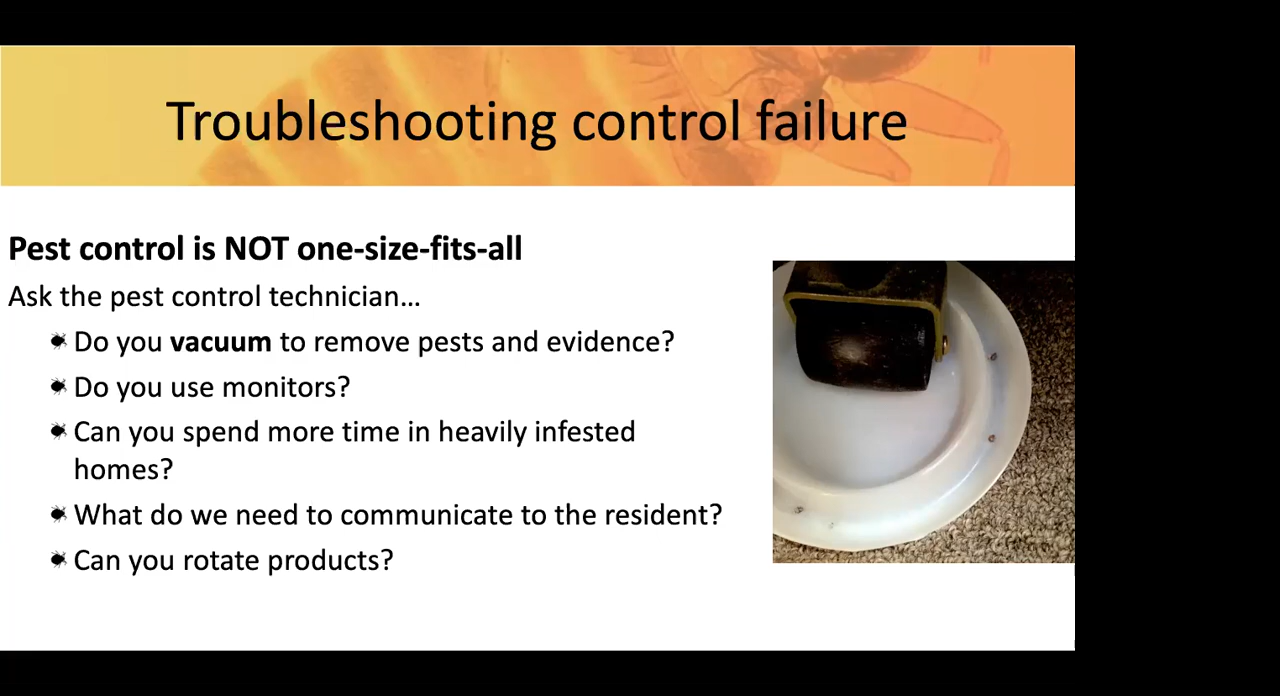 Troubleshooting control failure
Pest control is NOT one-size-fits-all
Ask the pest control technician…
Do you vacuum to remove pests and evidence?
Do you use monitors?
Can you spend more time in heavily infested
homes?
What do we need to communicate to the resident?
Can you rotate products?